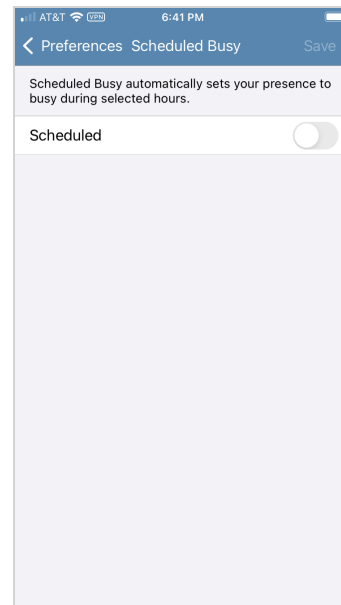 AT&T VPN 6:41 PM
Preferences Scheduled Busy Save
Scheduled Busy automatically sets your presence to
busy during selected hours.
Scheduled